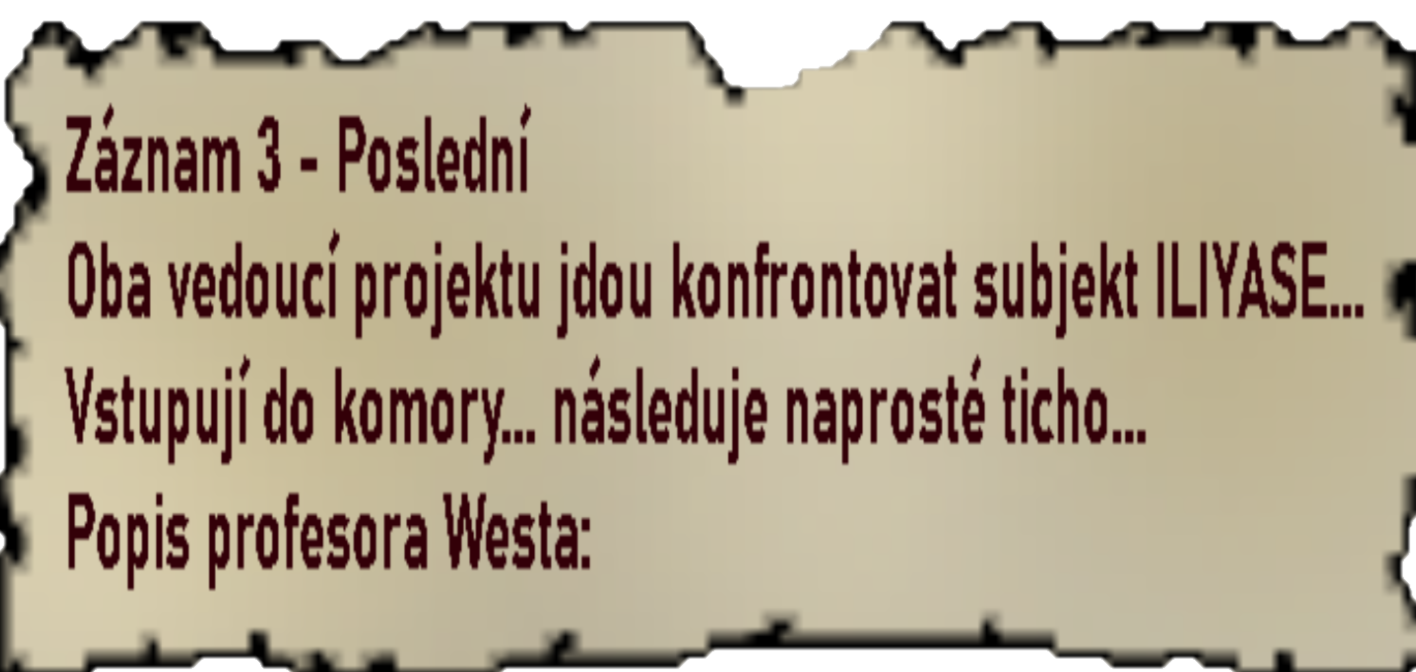 Záznam 3 - Poslední
Oba vedoucí projektu jdou konfrontovat subjekt ILIYASE...
Vstupují do komory... následuje naprosté ticho...
Popis profesora Westa: